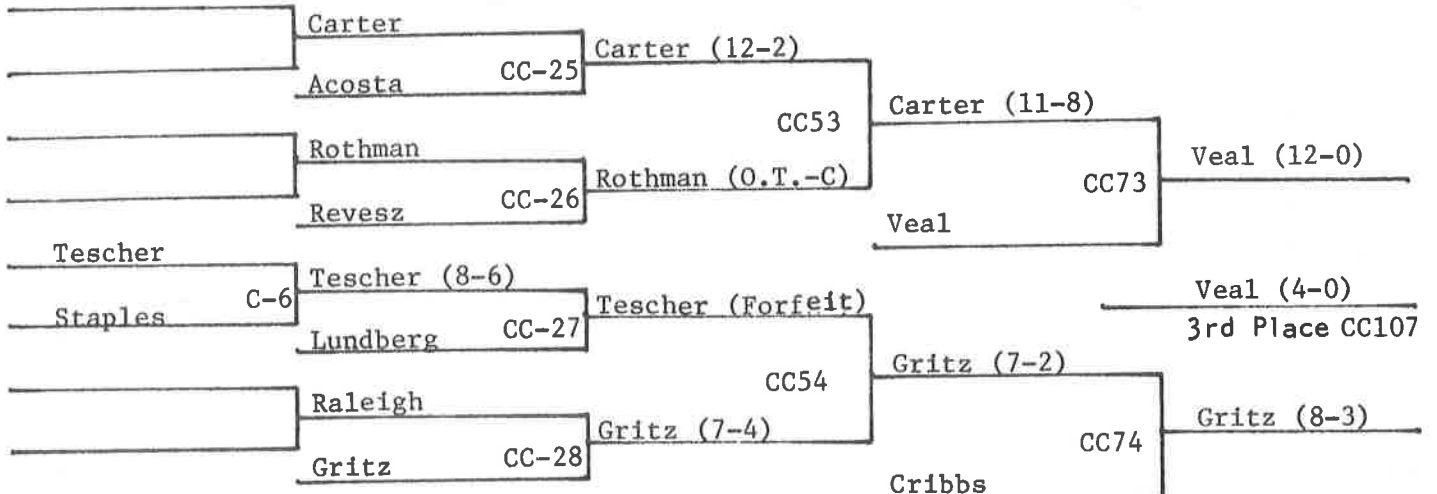 Carter
Carter (12-2)
CC-25
Acosta
Carter (11-8)
CC53
Rothman
Veal (12-0)
Rothman (O.T.-C)
CC73
CC-26
Revesz
Veal
Tescher
Tescher (8-6)
Veal (4-0)
C-6
Tescher (Forfeit)
Staples
3rd Place CC107
CC-27
Lundberg
Gritz (7-2)
CC54
Raleigh
Gritz (8-3)
Gritz (7-4)
CC74
CC-28
Gritz
Cribbs